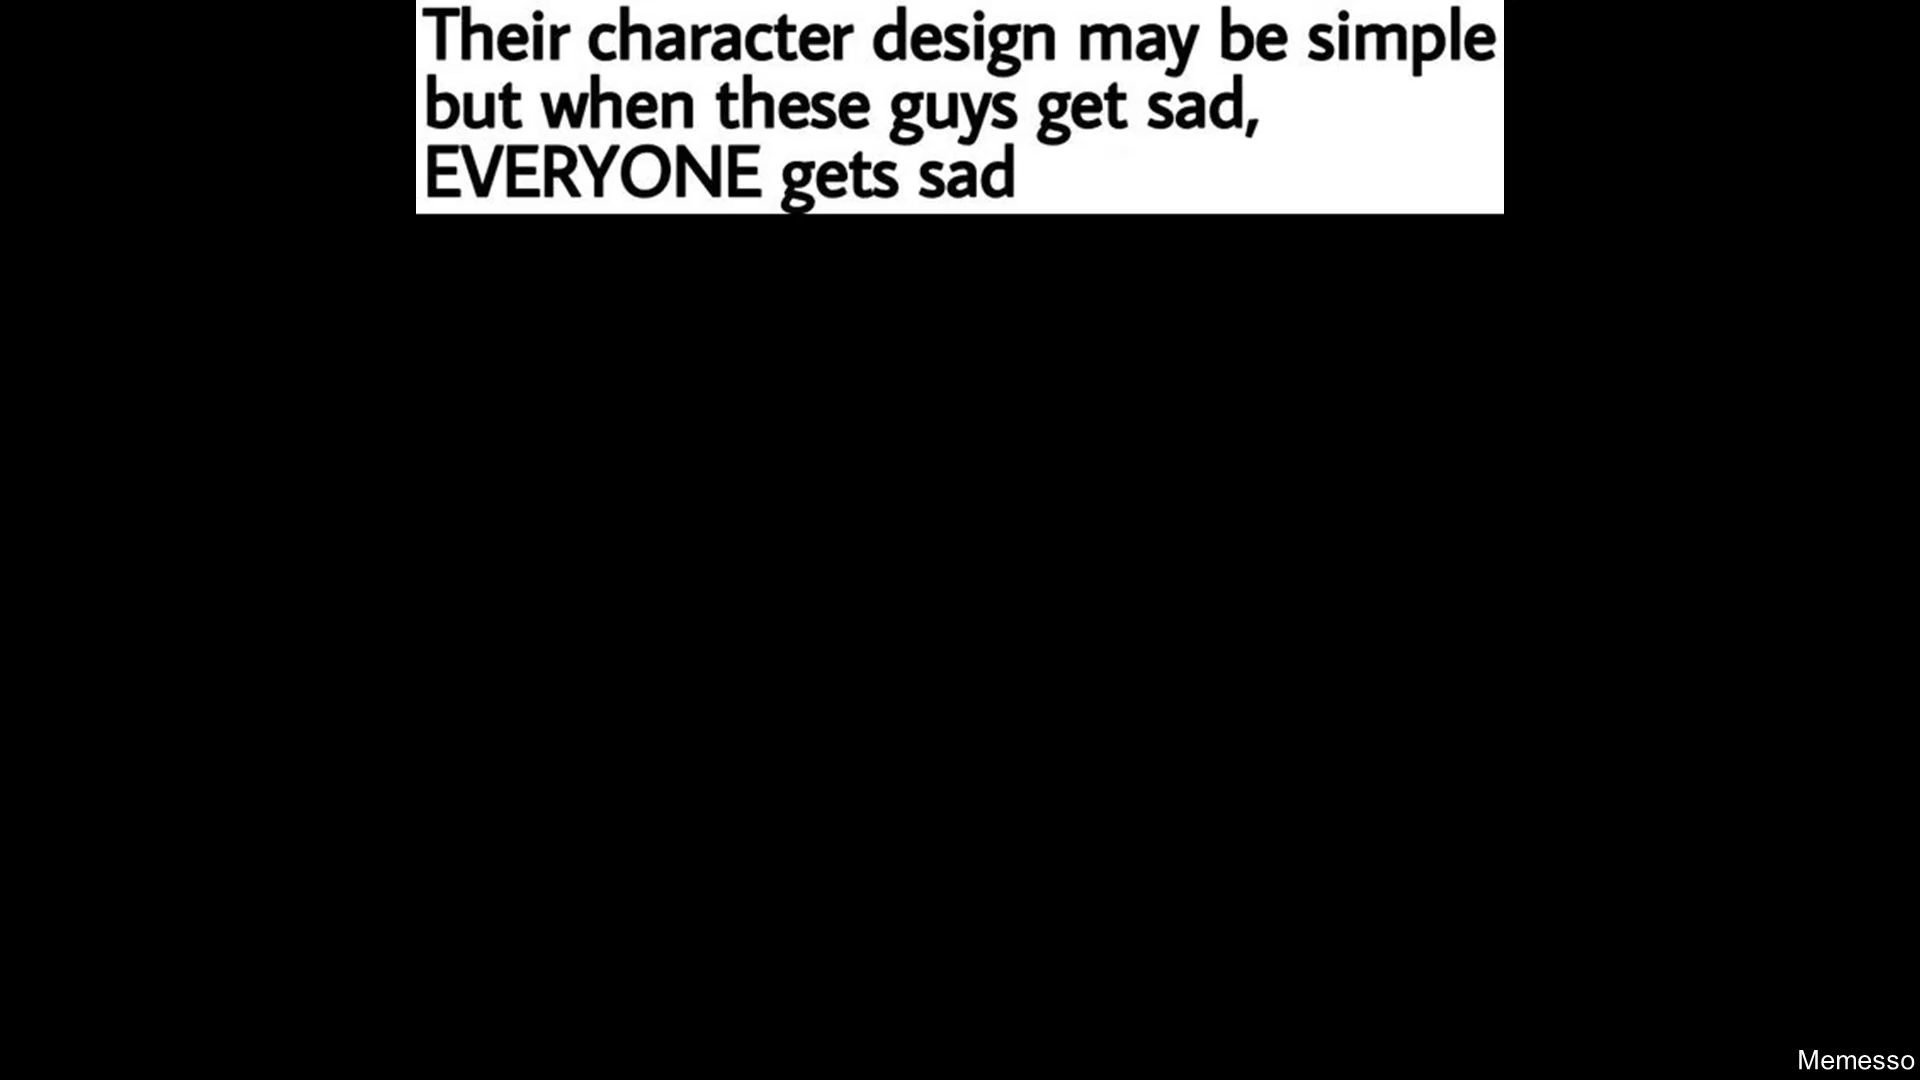 Their character design may be simple
but when these guys get sad,
EVERYONE gets sad
Memesso